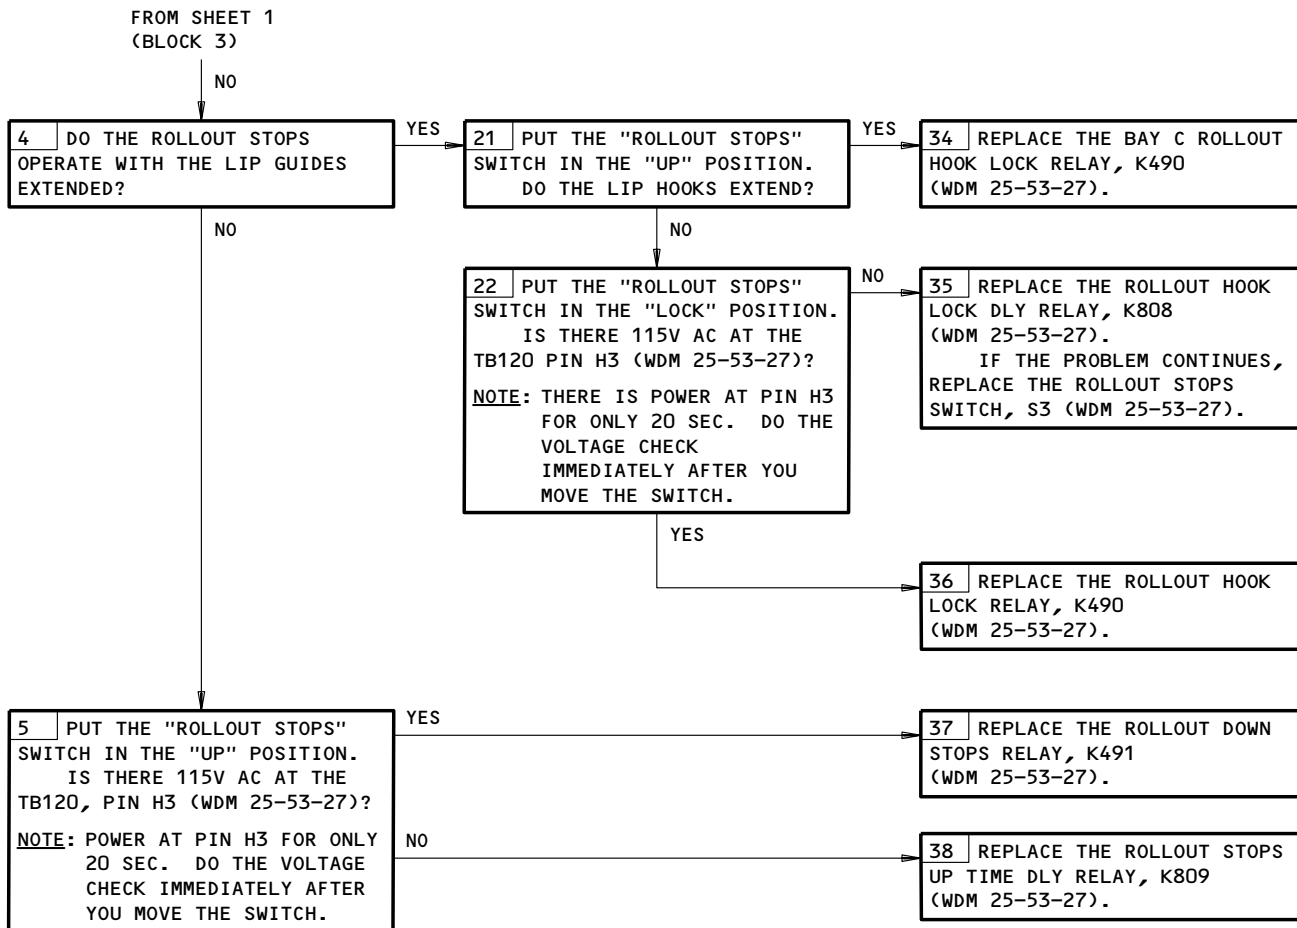 FROM SHEET 1
(BLOCK 3)
NO
4 DO THE ROLLOUT STOPS
OPERATE WITH THE LIP GUIDES
EXTENDED?
YES
21 PUT THE "ROLLOUT STOPS"
SWITCH IN THE "UP" POSITION.
DO THE LIP HOOKS EXTEND?
YES
34 REPLACE THE BAY C ROLLOUT
HOOK LOCK RELAY, K490
(WDM 25-53-27).
NO
NO
22 PUT THE "ROLLOUT STOPS"
SWITCH IN THE "LOCK" POSITION.
IS THERE 115V AC AT THE
TB120 PIN H3 (WDM 25-53-27)?
NOTE: THERE IS POWER AT PIN H3
FOR ONLY 20 SEC. DO THE
VOLTAGE CHECK
IMMEDIATELY AFTER YOU
MOVE THE SWITCH.
NO
35 REPLACE THE ROLLOUT HOOK
LOCK DLY RELAY, K808
(WDM 25-53-27).
IF THE PROBLEM CONTINUES,
REPLACE THE ROLLOUT STOPS
SWITCH, S3 (WDM 25-53-27).
YES
36 REPLACE THE ROLLOUT HOOK
LOCK RELAY, K490
(WDM 25-53-27).
5 PUT THE "ROLLOUT STOPS"
SWITCH IN THE "UP" POSITION.
IS THERE 115V AC AT THE
TB120, PIN H3 (WDM 25-53-27)?
NOTE: POWER AT PIN H3 FOR ONLY
20 SEC. DO THE VOLTAGE
CHECK IMMEDIATELY AFTER
YOU MOVE THE SWITCH.
YES
37 REPLACE THE ROLLOUT DOWN
STOPS RELAY, K491
(WDM 25-53-27).
NO
38 REPLACE THE ROLLOUT STOPS
UP TIME DLY RELAY, K809
(WDM 25-53-27).